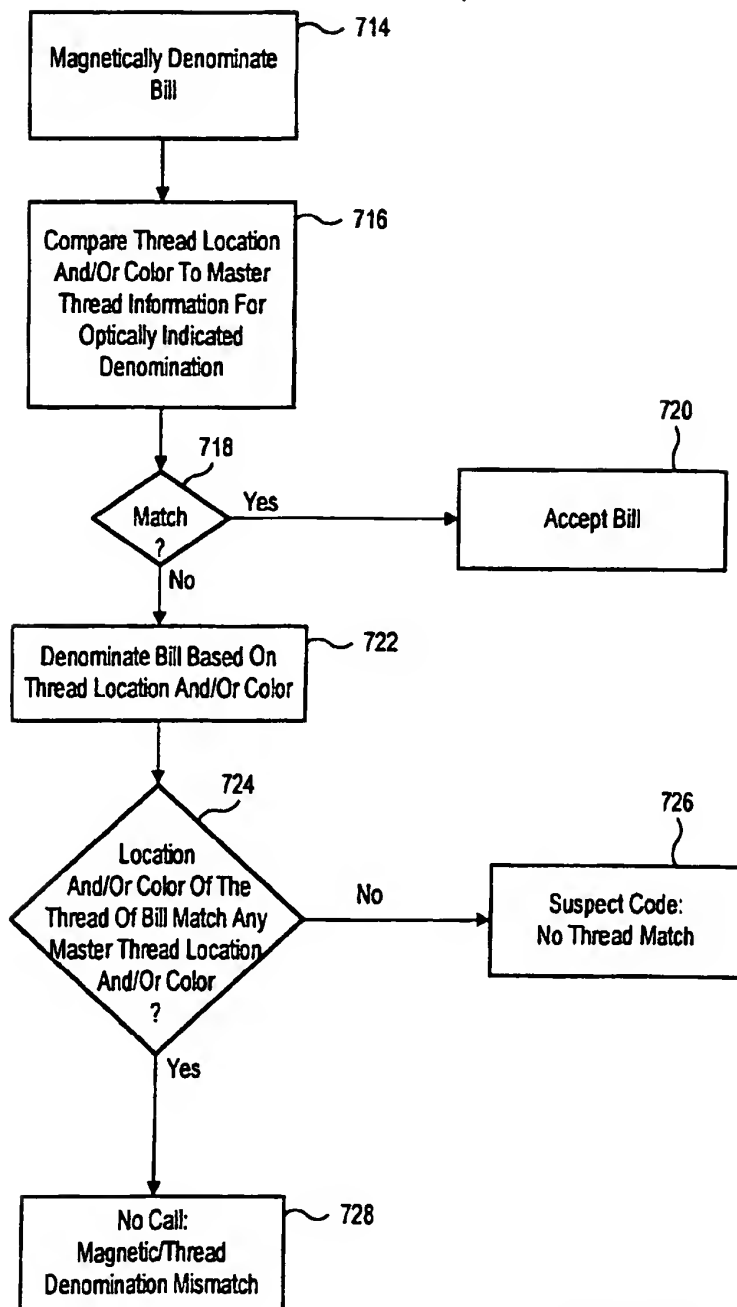 714
Magnetically Denominate
Bill
716
Compare Thread Location
And/Or Color To Master
Thread Information For
Optically Indicated
Denomination
718
Match
?
Yes
No
720
Accept Bill
722
Denominate Bill Based On
Thread Location And/Or Color
724
Location
And/Or Color Of The
Thread Of Bill Match Any
Master Thread Location
And/Or Color
?
No
Yes
726
Suspect Code:
No Thread Match
728
No Call:
Magnetic/Thread
Denomination Mismatch